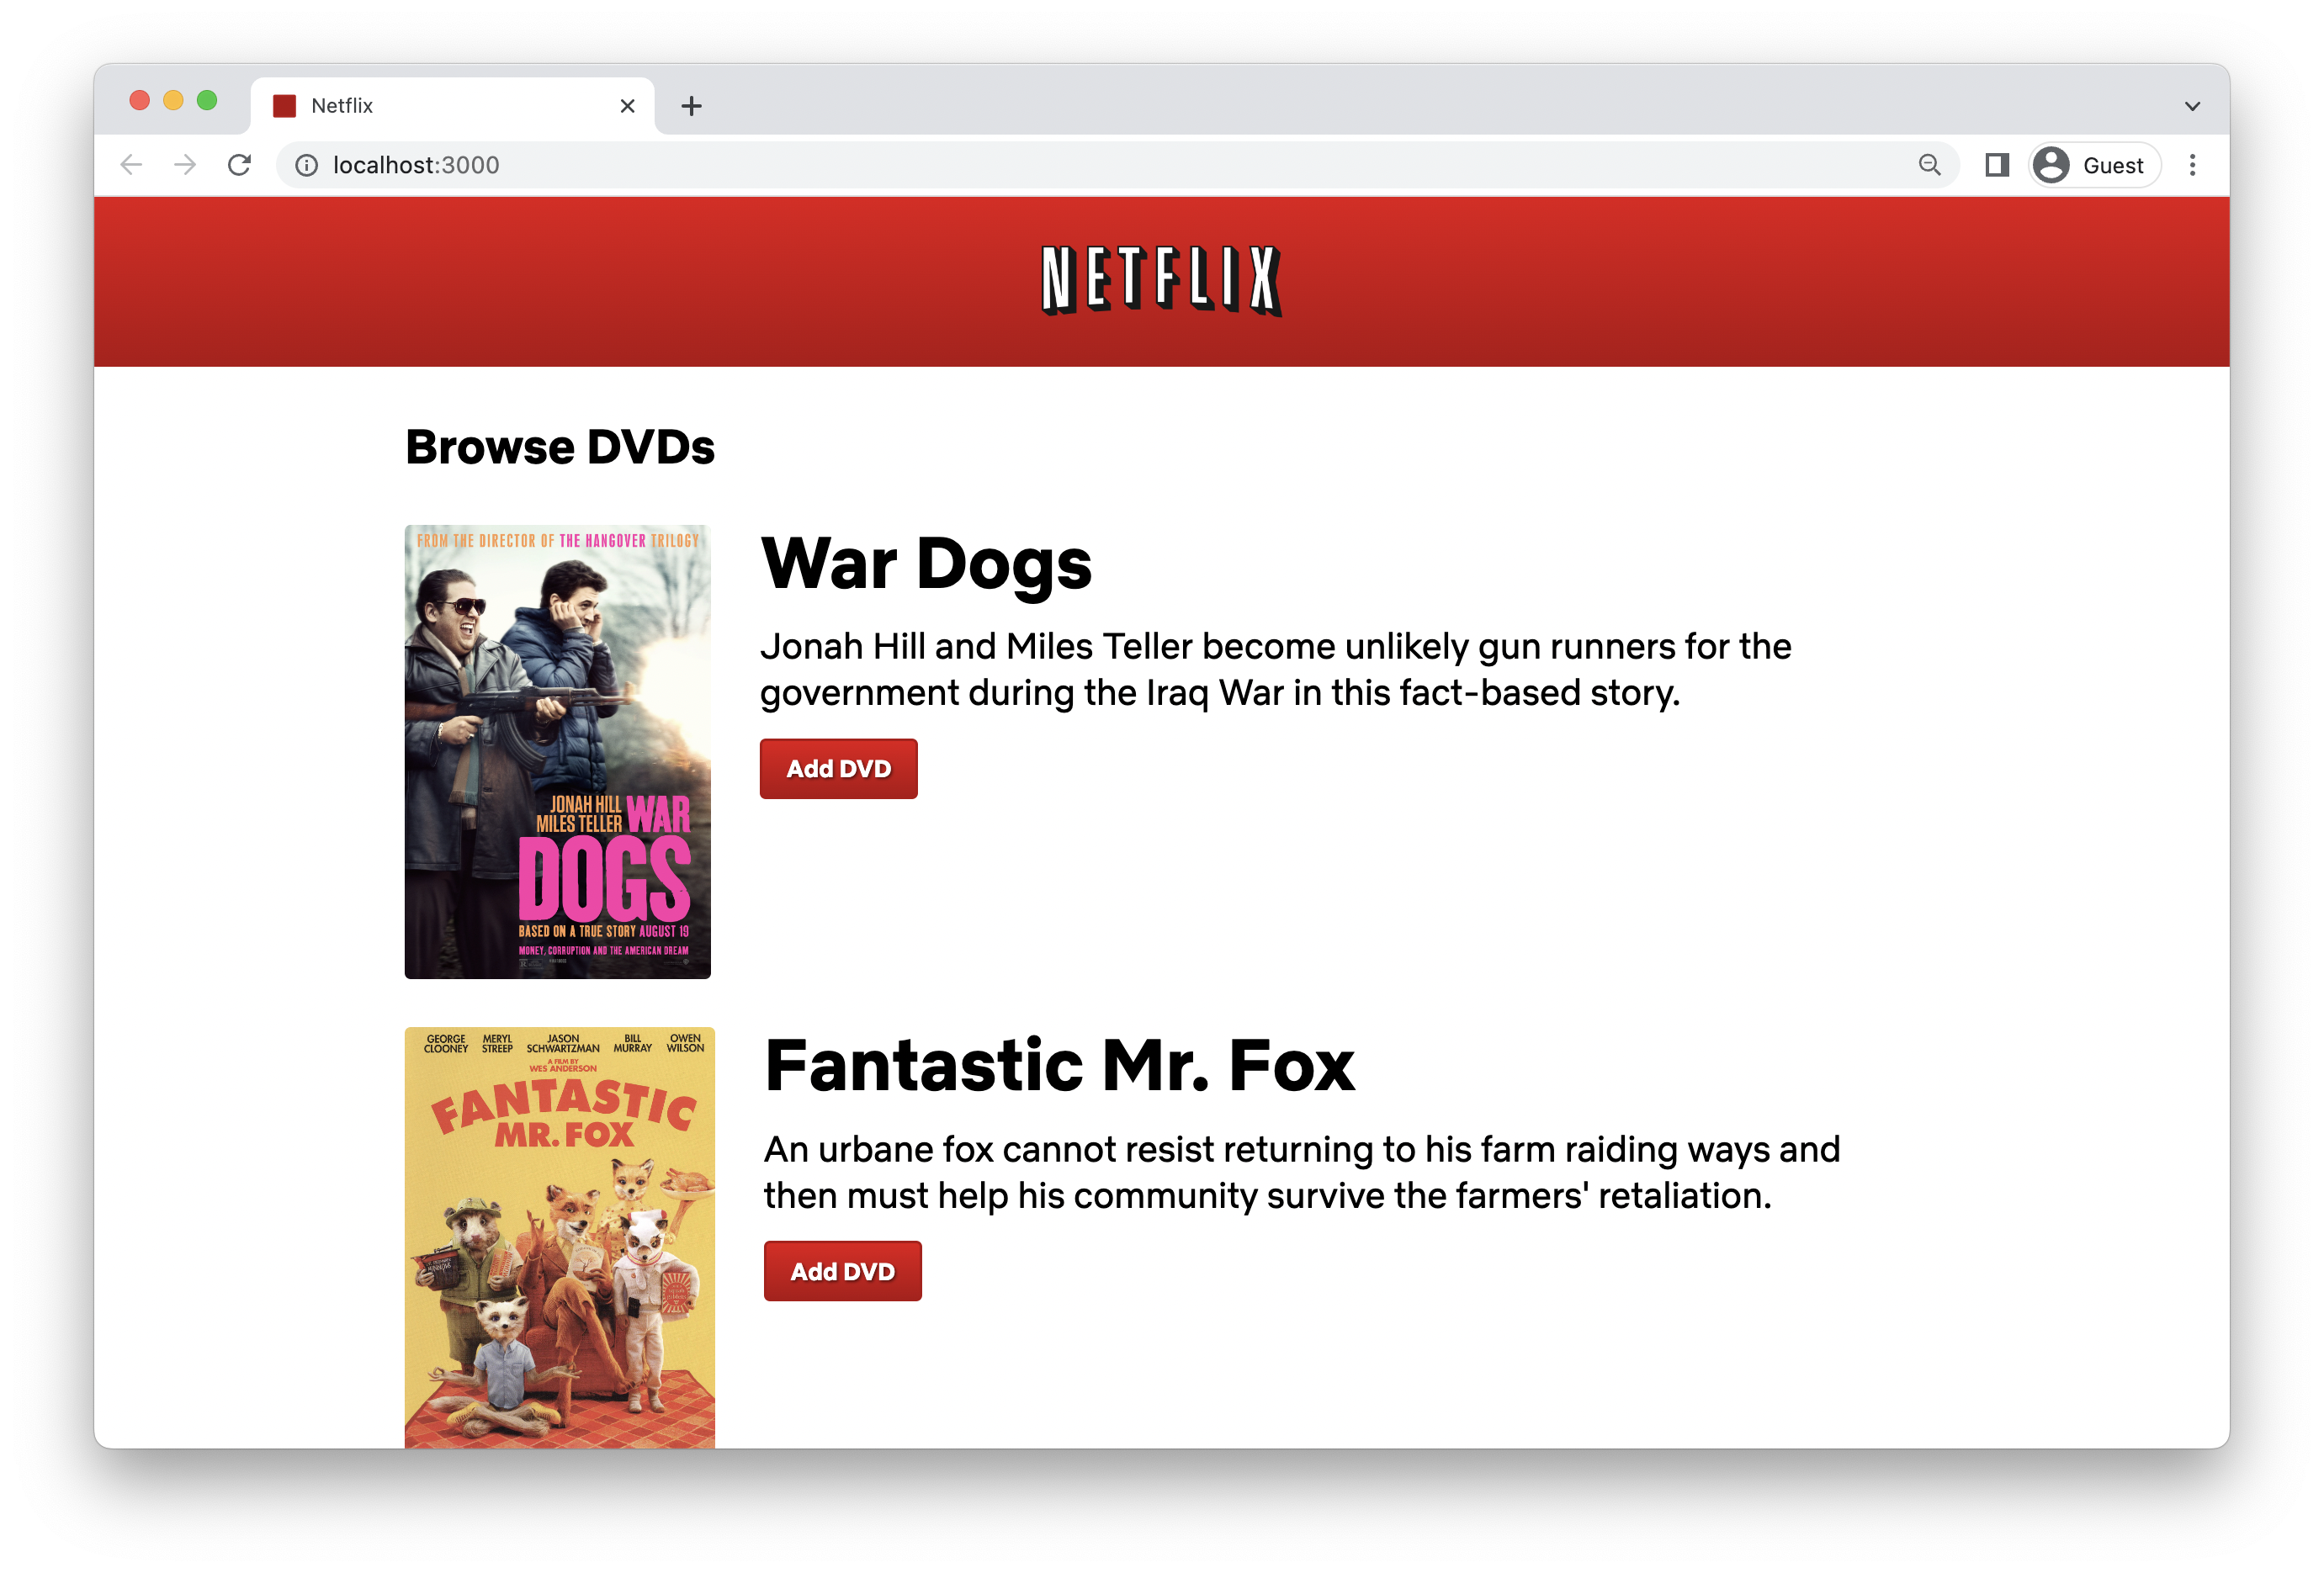 Netflix
localhost:3000
Guest
NETFLIX
Browse DVDs
FROM THE DIRECTOR OF THE HANGOVER TRILOGY
JONAH HILL
MILES TELLER
WAR
DOGS
BASED ON A TRUE STORY AUGUST 19
MONEY, CORRUPTION AND THE AMERICAN DREAM
War Dogs
Jonah Hill and Miles Teller become unlikely gun runners for the
government during the Iraq War in this fact-based story.
Add DVD
GEORGE CLOONEY MERYL STREEP JASON SCHWARTZMAN BILL MURRAY OWEN WILSON
A FILM BY
WES ANDERSON
FANTASTIC
MR. FOX
Fantastic Mr. Fox
An urbane fox cannot resist returning to his farm raiding ways and
then must help his community survive the farmers' retaliation.
Add DVD